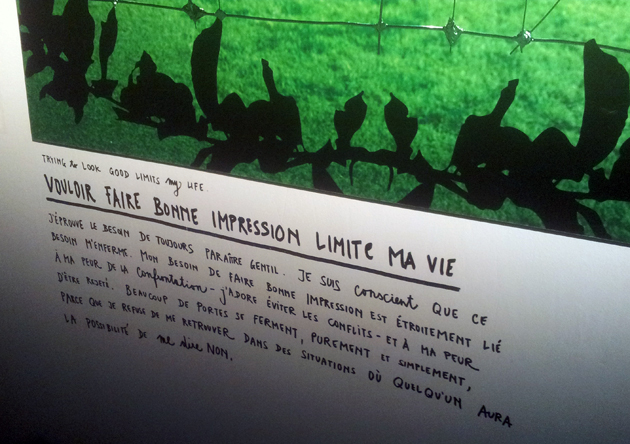 TRYING to LOOK GOOD LIMITS my LIFE
VOULOIR FAIRE BONNE IMPRESSION LIMITE MA VIE
J'ÉPROUVE LE BESOIN DE TOUJOURS PARAÎTRE GENTIL. JE SUIS conscient QUE CE
BESOIN M'ENFERME. MON BESOIN DE FAIRE BONNE IMPRESSION EST ÉTROITEMENT LIÉ
À MA PEUR DE LA Confrontation - J'ADORE ÉVITER LES CONFLITS - ET À MA PEUR
D'ÊTRE REJETÉ. BEAUCOUP DE PORTES SE FERMENT, PUREMENT ET SIMPLEMENT,
PARCE QUE JE REFUSE DE ME RETROUVER DANS DES SITUATIONS OÙ QUELQU'UN AURA
LA POSSIBILITÉ DE me dire NON.